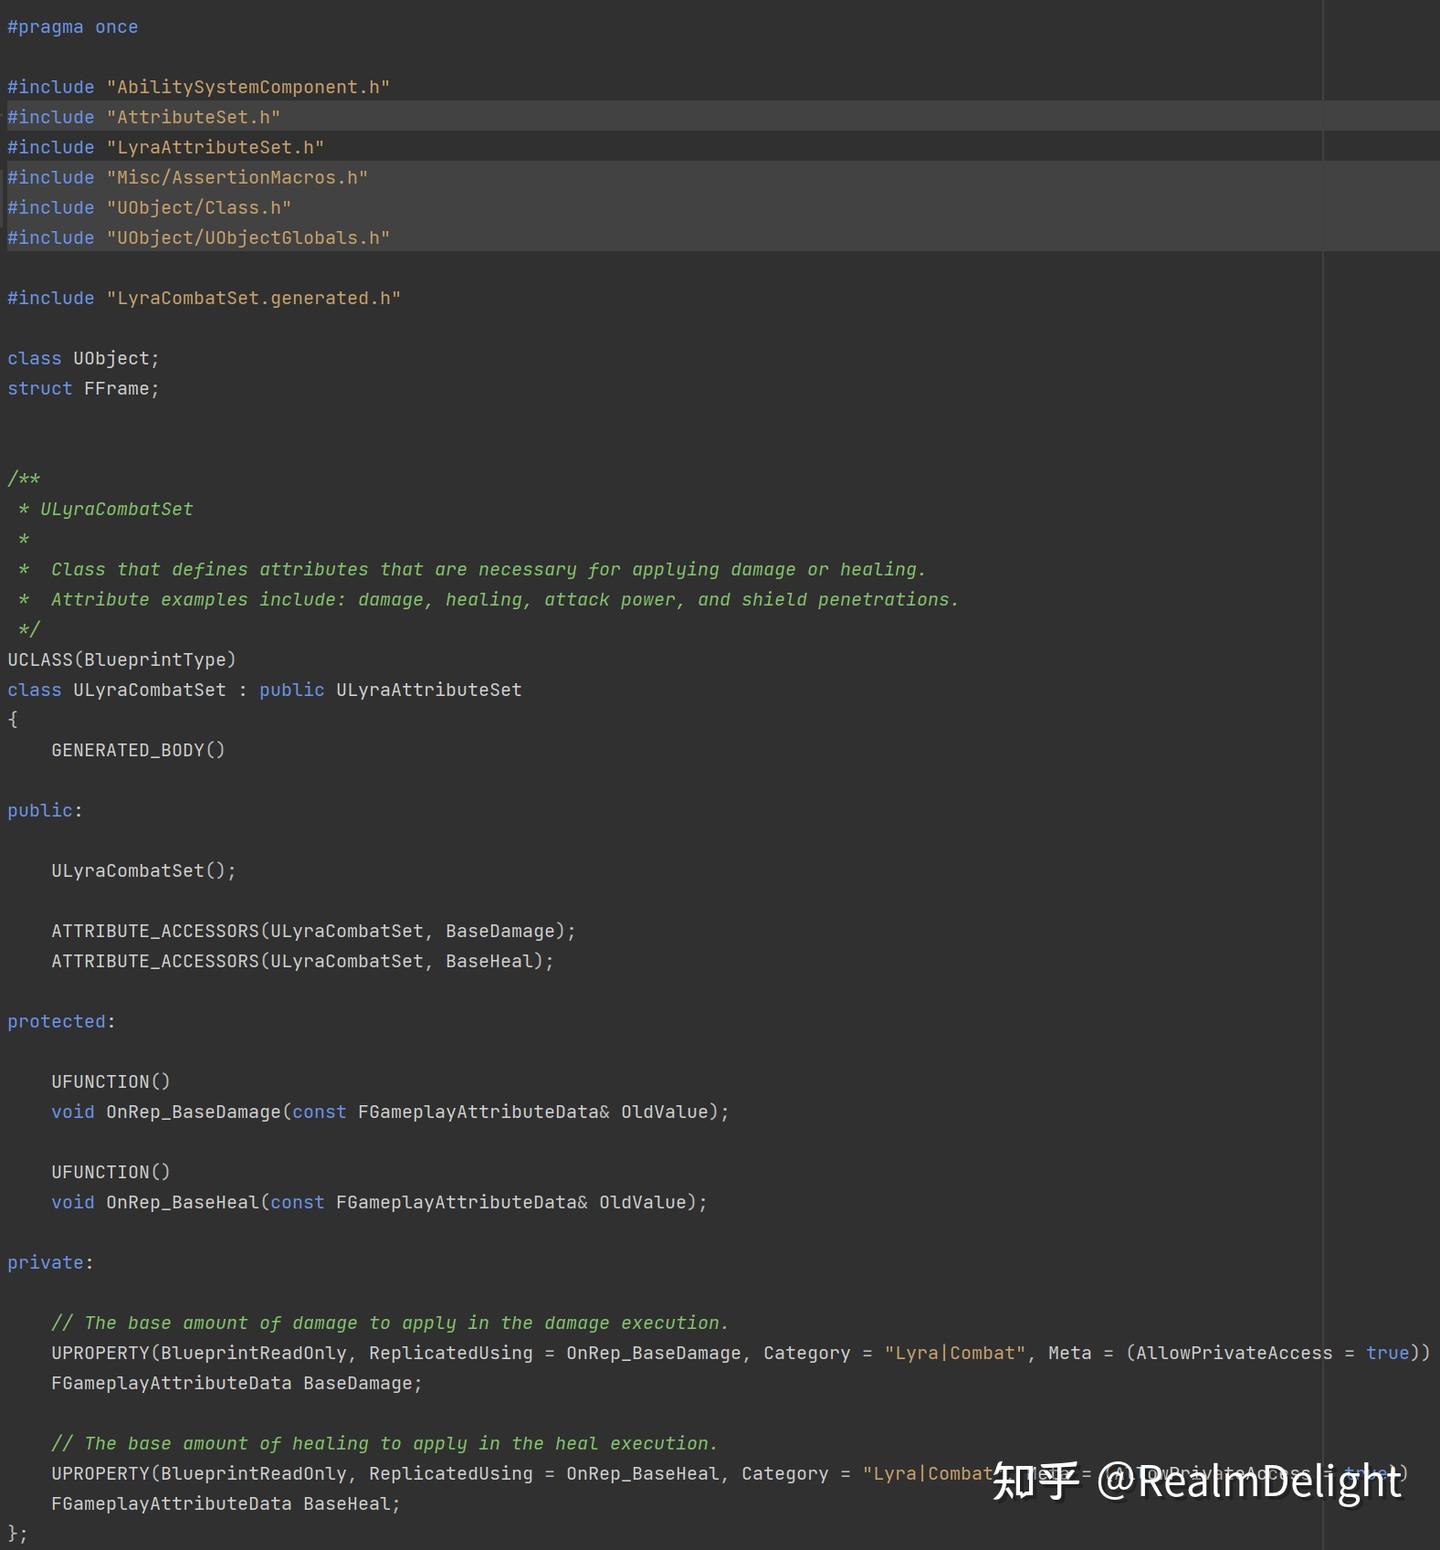 #pragma once
#include "AbilitySystemComponent.h"
#include "AttributeSet.h"
#include "LyraAttributeSet.h"
#include "Misc/AssertionMacros.h"
#include "UObject/Class.h"
#include "UObject/UObjectGlobals.h"
#include "LyraCombatSet.generated.h"
class UObject;
struct FFrame;
/**
 * ULyraCombatSet
 *
 *  Class that defines attributes that are necessary for applying damage or healing.
 *  Attribute examples include: damage, healing, attack power, and shield penetrations.
 */
UCLASS(BlueprintType)
class ULyraCombatSet : public ULyraAttributeSet
{
    GENERATED_BODY()
public:
    ULyraCombatSet();
    ATTRIBUTE_ACCESSORS(ULyraCombatSet, BaseDamage);
    ATTRIBUTE_ACCESSORS(ULyraCombatSet, BaseHeal);
protected:
    UFUNCTION()
    void OnRep_BaseDamage(const FGameplayAttributeData& OldValue);
    UFUNCTION()
    void OnRep_BaseHeal(const FGameplayAttributeData& OldValue);
private:
    // The base amount of damage to apply in the damage execution.
    UPROPERTY(BlueprintReadOnly, ReplicatedUsing = OnRep_BaseDamage, Category = "Lyra|Combat", Meta = (AllowPrivateAccess = true))
    FGameplayAttributeData BaseDamage;
    // The base amount of healing to apply in the heal execution.
    UPROPERTY(BlueprintReadOnly, ReplicatedUsing = OnRep_BaseHeal, Category = "Lyra|Combat", Meta = (AllowPrivateAccess = true))
    FGameplayAttributeData BaseHeal;
};
知乎 @RealmDelight